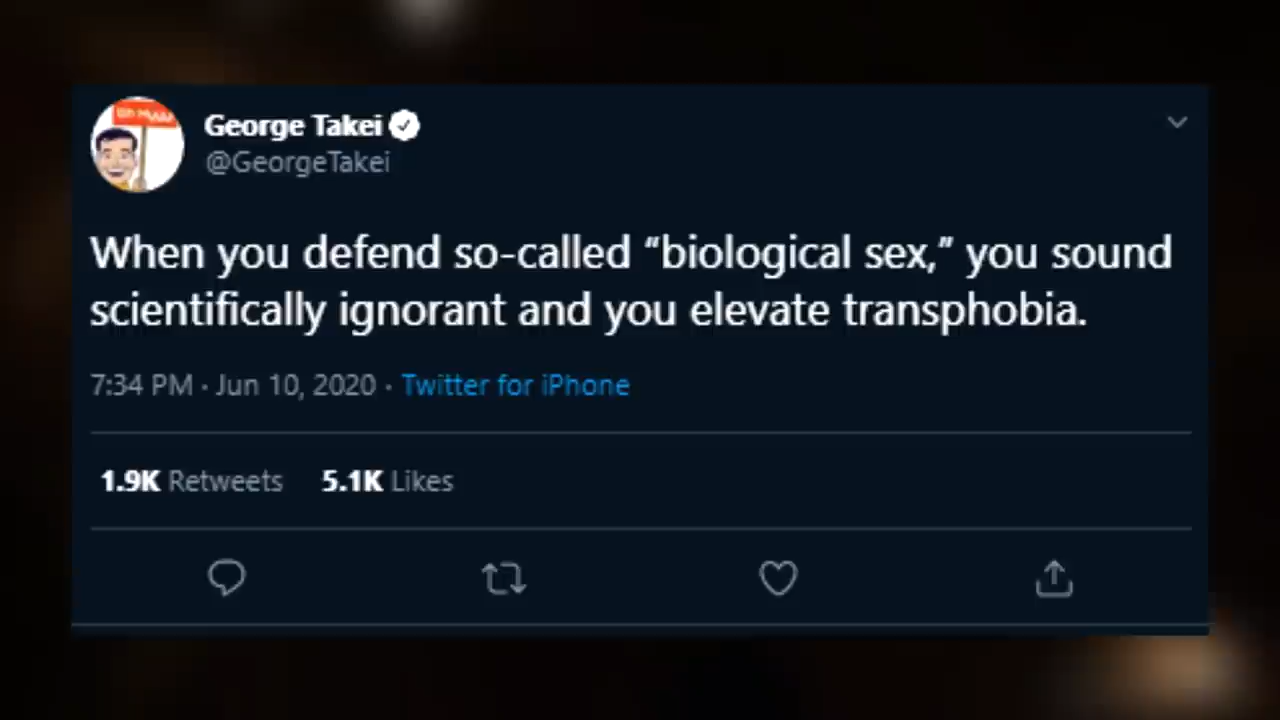 George Takei
@GeorgeTakei
When you defend so-called “biological sex,” you sound
scientifically ignorant and you elevate transphobia.
7:34 PM · Jun 10, 2020 · Twitter for iPhone
1.9K Retweets 5.1K Likes